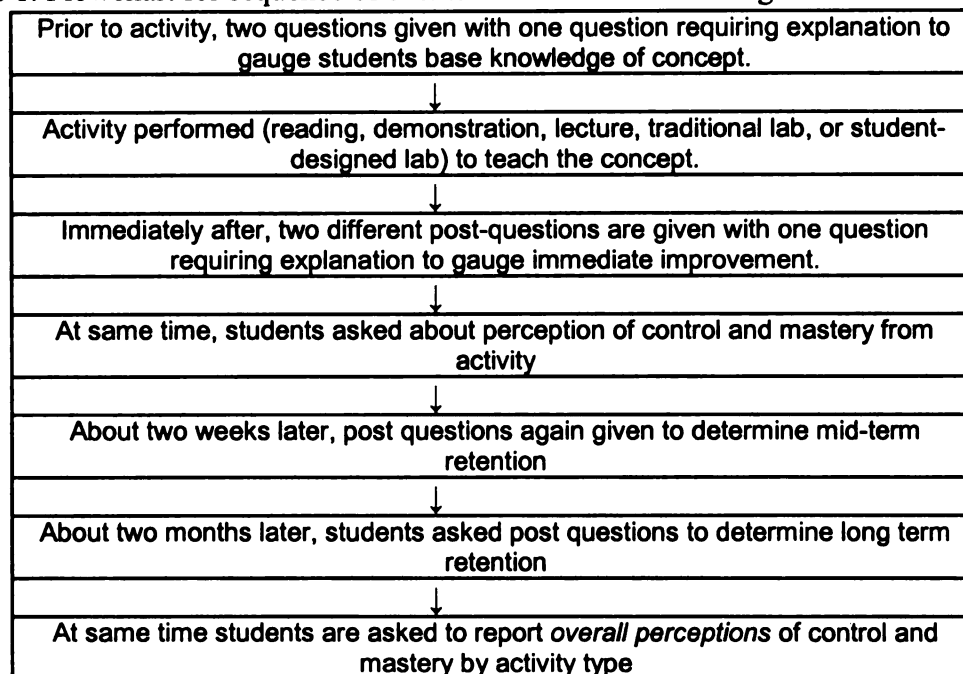 Prior to activity, two questions given with one question requiring explanation to
gauge students base knowledge of concept.
↓
Activity performed (reading, demonstration, lecture, traditional lab, or student-
designed lab) to teach the concept.
↓
Immediately after, two different post-questions are given with one question
requiring explanation to gauge immediate improvement.
↓
At same time, students asked about perception of control and mastery from
activity
↓
About two weeks later, post questions again given to determine mid-term
retention
↓
About two months later, students asked post questions to determine long term
retention
↓
At same time students are asked to report overall perceptions of control and
mastery by activity type